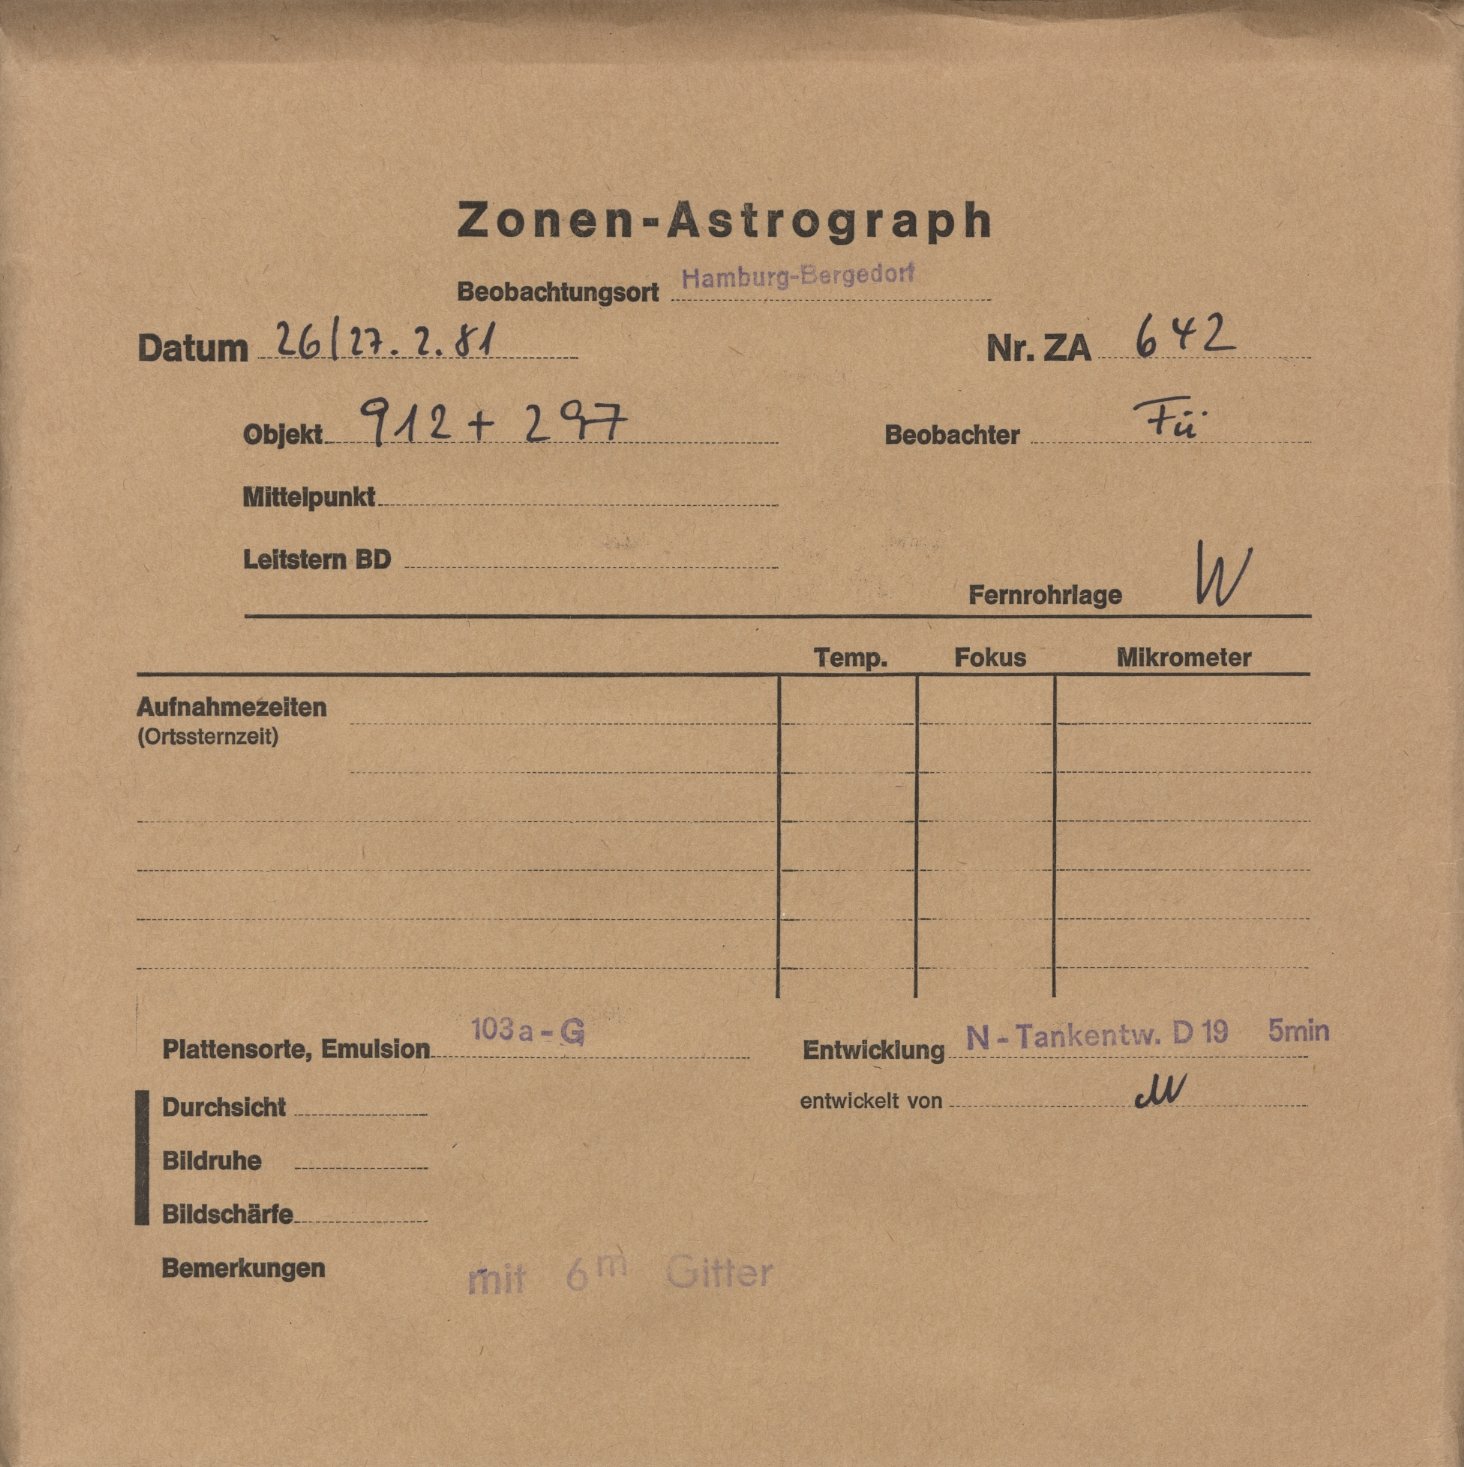 Zonen-Astrograph
Beobachtungsort Hamburg-Bergedorf
Datum 26/27. 2. 81 Nr. ZA 642
Objekt 912 + 297 Beobachter Fü
Mittelpunkt
Leitstern BD
Fernrohrlage W
Temp. Fokus Mikrometer
Aufnahmezeiten
(Ortssternzeit)
Plattensorte, Emulsion 103a-G Entwicklung N-Tankentw. D 19 5min
Durchsicht entwickelt von
Bildruhe
Bildschärfe
Bemerkungen mit 6m Gitter